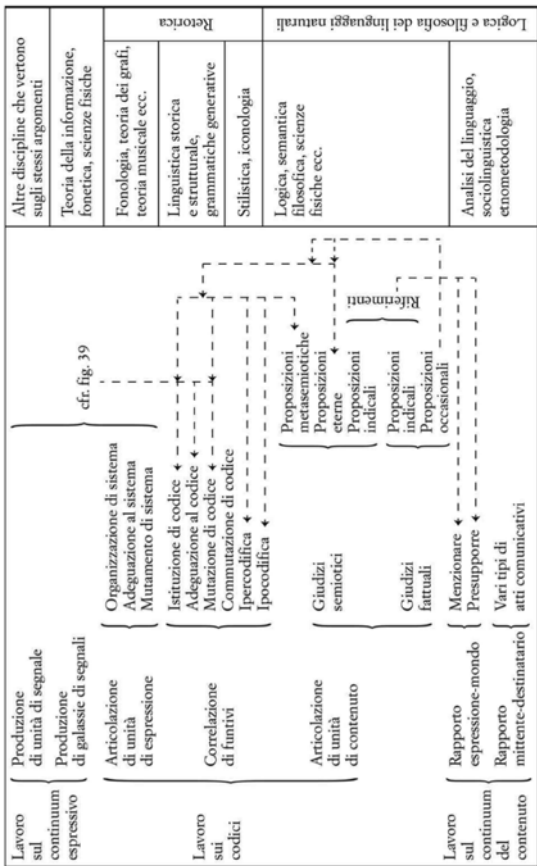 Lavoro
sul continuum
espressivo
Produzione
di unità di segnale
Produzione
di galassie di segnali
cfr. fig. 39
Altre discipline che vertono
sugli stessi argomenti
Teoria della informazione,
fonetica, scienze fisiche
Lavoro
sui
codici
Articolazione
di unità
di espressione
Organizzazione di sistema
Adeguazione al sistema
Mutamento di sistema
Fonologia, teoria dei grafi,
teoria musicale ecc.
Correlazione
di funtivi
Istituzione di codice
Adeguazione al codice
Mutazione di codice
Commutazione di codice
Ipercodifica
Ipocodifica
Linguistica storica
e strutturale,
grammatiche generative
Stilistica, iconologia
Retorica
Articolazione
di unità
di contenuto
Giudizi
semiotici
Proposizioni
metasemiotiche
Proposizioni
eterne
Proposizioni
indicali
Giudizi
fattuali
Proposizioni
indicali
Proposizioni
occasionali
Riferimenti
Logica, semantica
filosofica, scienze
fisiche ecc.
Lavoro
sul
continuum
del
contenuto
Rapporto
espressione-mondo
Menzionare
Presupporre
Rapporto
mittente-destinatario
Vari tipi di
atti comunicativi
Analisi del linguaggio,
sociolinguistica
etnometodologia
Logica e filosofia dei linguaggi naturali